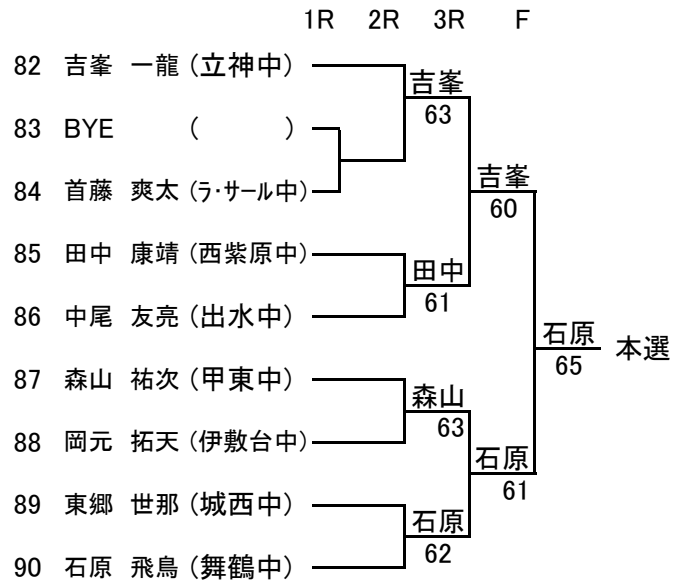 1R 2R 3R F
82 吉峯 一龍 (立神中)
吉峯
83 BYE ( )
63
84 首藤 爽太 (ラ・サール中)
吉峯
60
85 田中 康靖 (西紫原中)
田中
61
86 中尾 友亮 (出水中)
石原
65
本選
87 森山 祐次 (甲東中)
森山
63
88 岡元 拓天 (伊敷台中)
石原
61
89 東郷 世那 (城西中)
石原
62
90 石原 飛鳥 (舞鶴中)